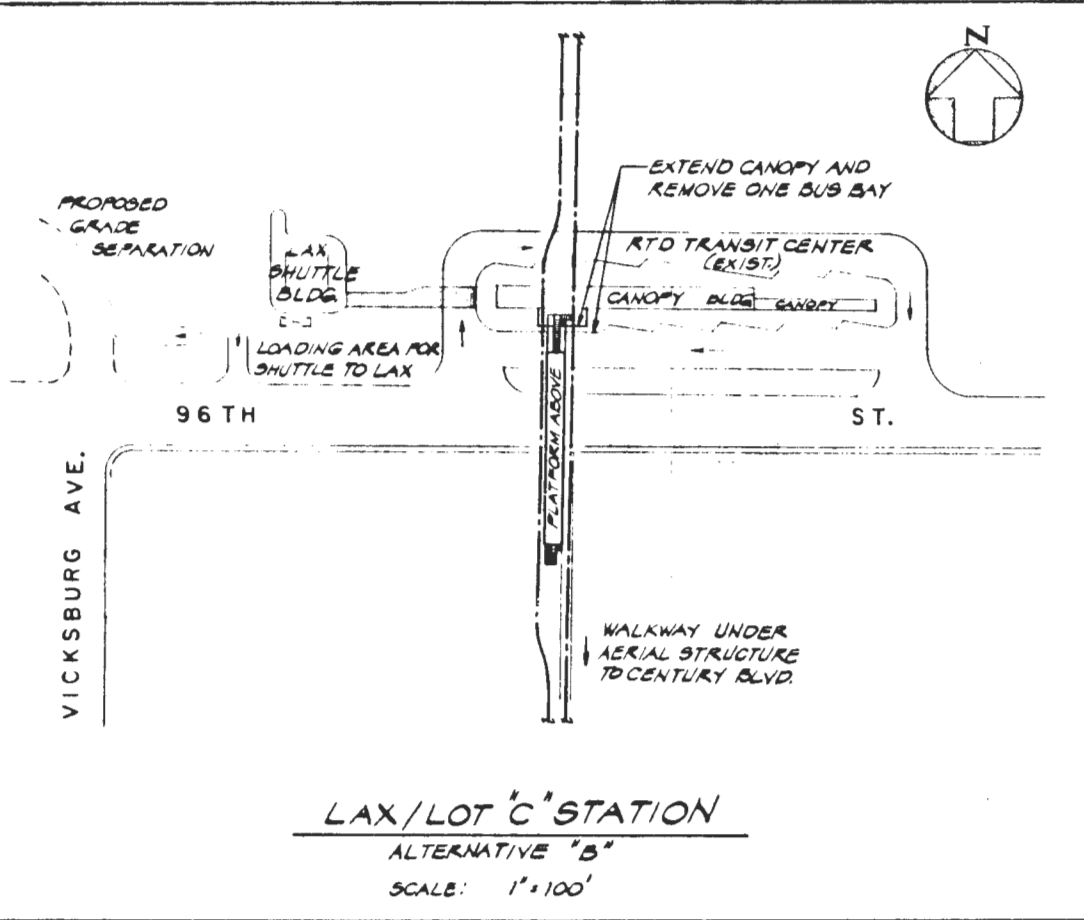 N
EXTEND CANOPY AND
REMOVE ONE BUS BAY
PROPOSED
GRADE
SEPARATION
LAX
SHUTTLE
BLDG.
RTD TRANSIT CENTER
(EXIST.)
CANOPY BLDG CANOPY
LOADING AREA FOR
SHUTTLE TO LAX
PLATFORM ABOVE
96TH ST.
VICKSBURG AVE.
WALKWAY UNDER
AERIAL STRUCTURE
TO CENTURY BLVD.
LAX/LOT "C" STATION
ALTERNATIVE "B"
SCALE: 1"=100'